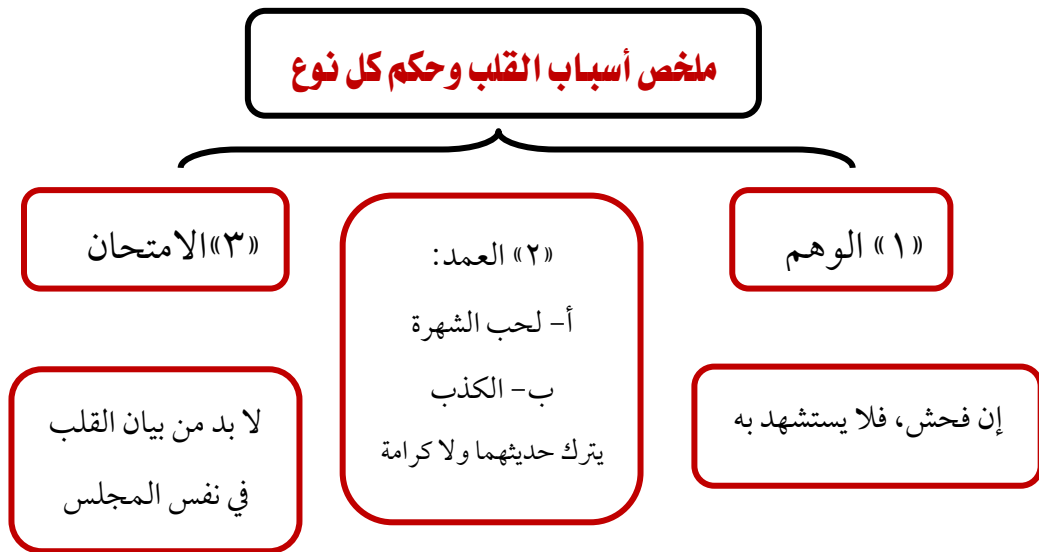 ملخص أسباب القلب وحكم كل نوع
«١» الوهم
إن فحش، فلا يستشهد به
«٢» العمد:
أ– لحب الشهرة
ب– الكذب
يترك حديثهما ولا كرامة
«٣»الامتحان
لا بد من بيان القلب
في نفس المجلس